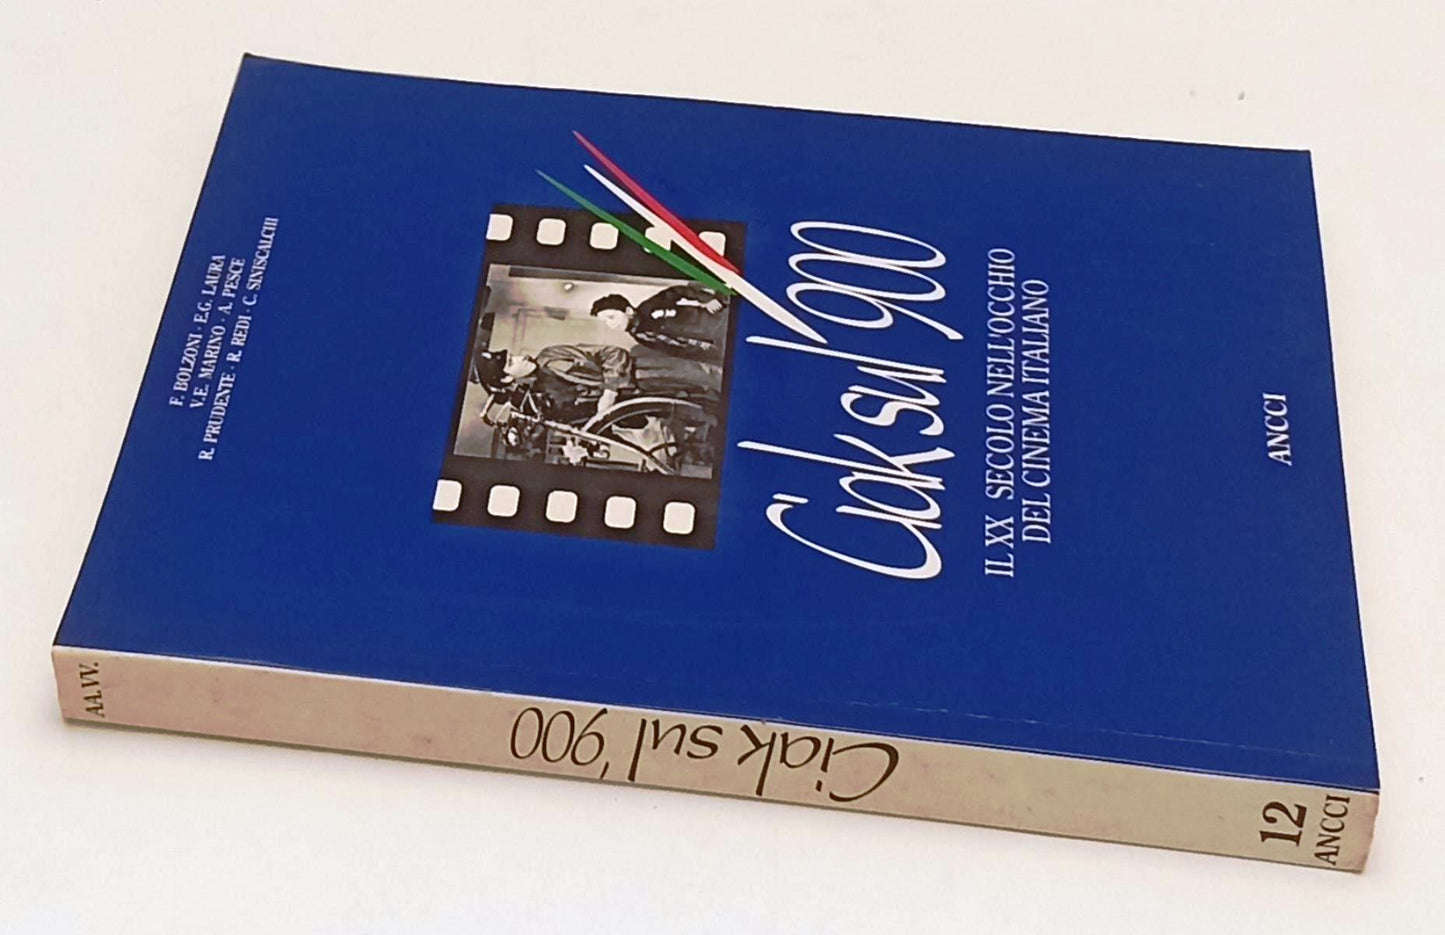 F. BOLZONI · E.G. LAURA
V.E. MARINO · A. PESCE
R. PRUDENTE · R. REDI · C. SINISCALCHI
Ciak sul '900
IL XX SECOLO NELL'OCCHIO
DEL CINEMA ITALIANO
ANCCI
AA.VV.
Ciak sul '900
12
ANCCI